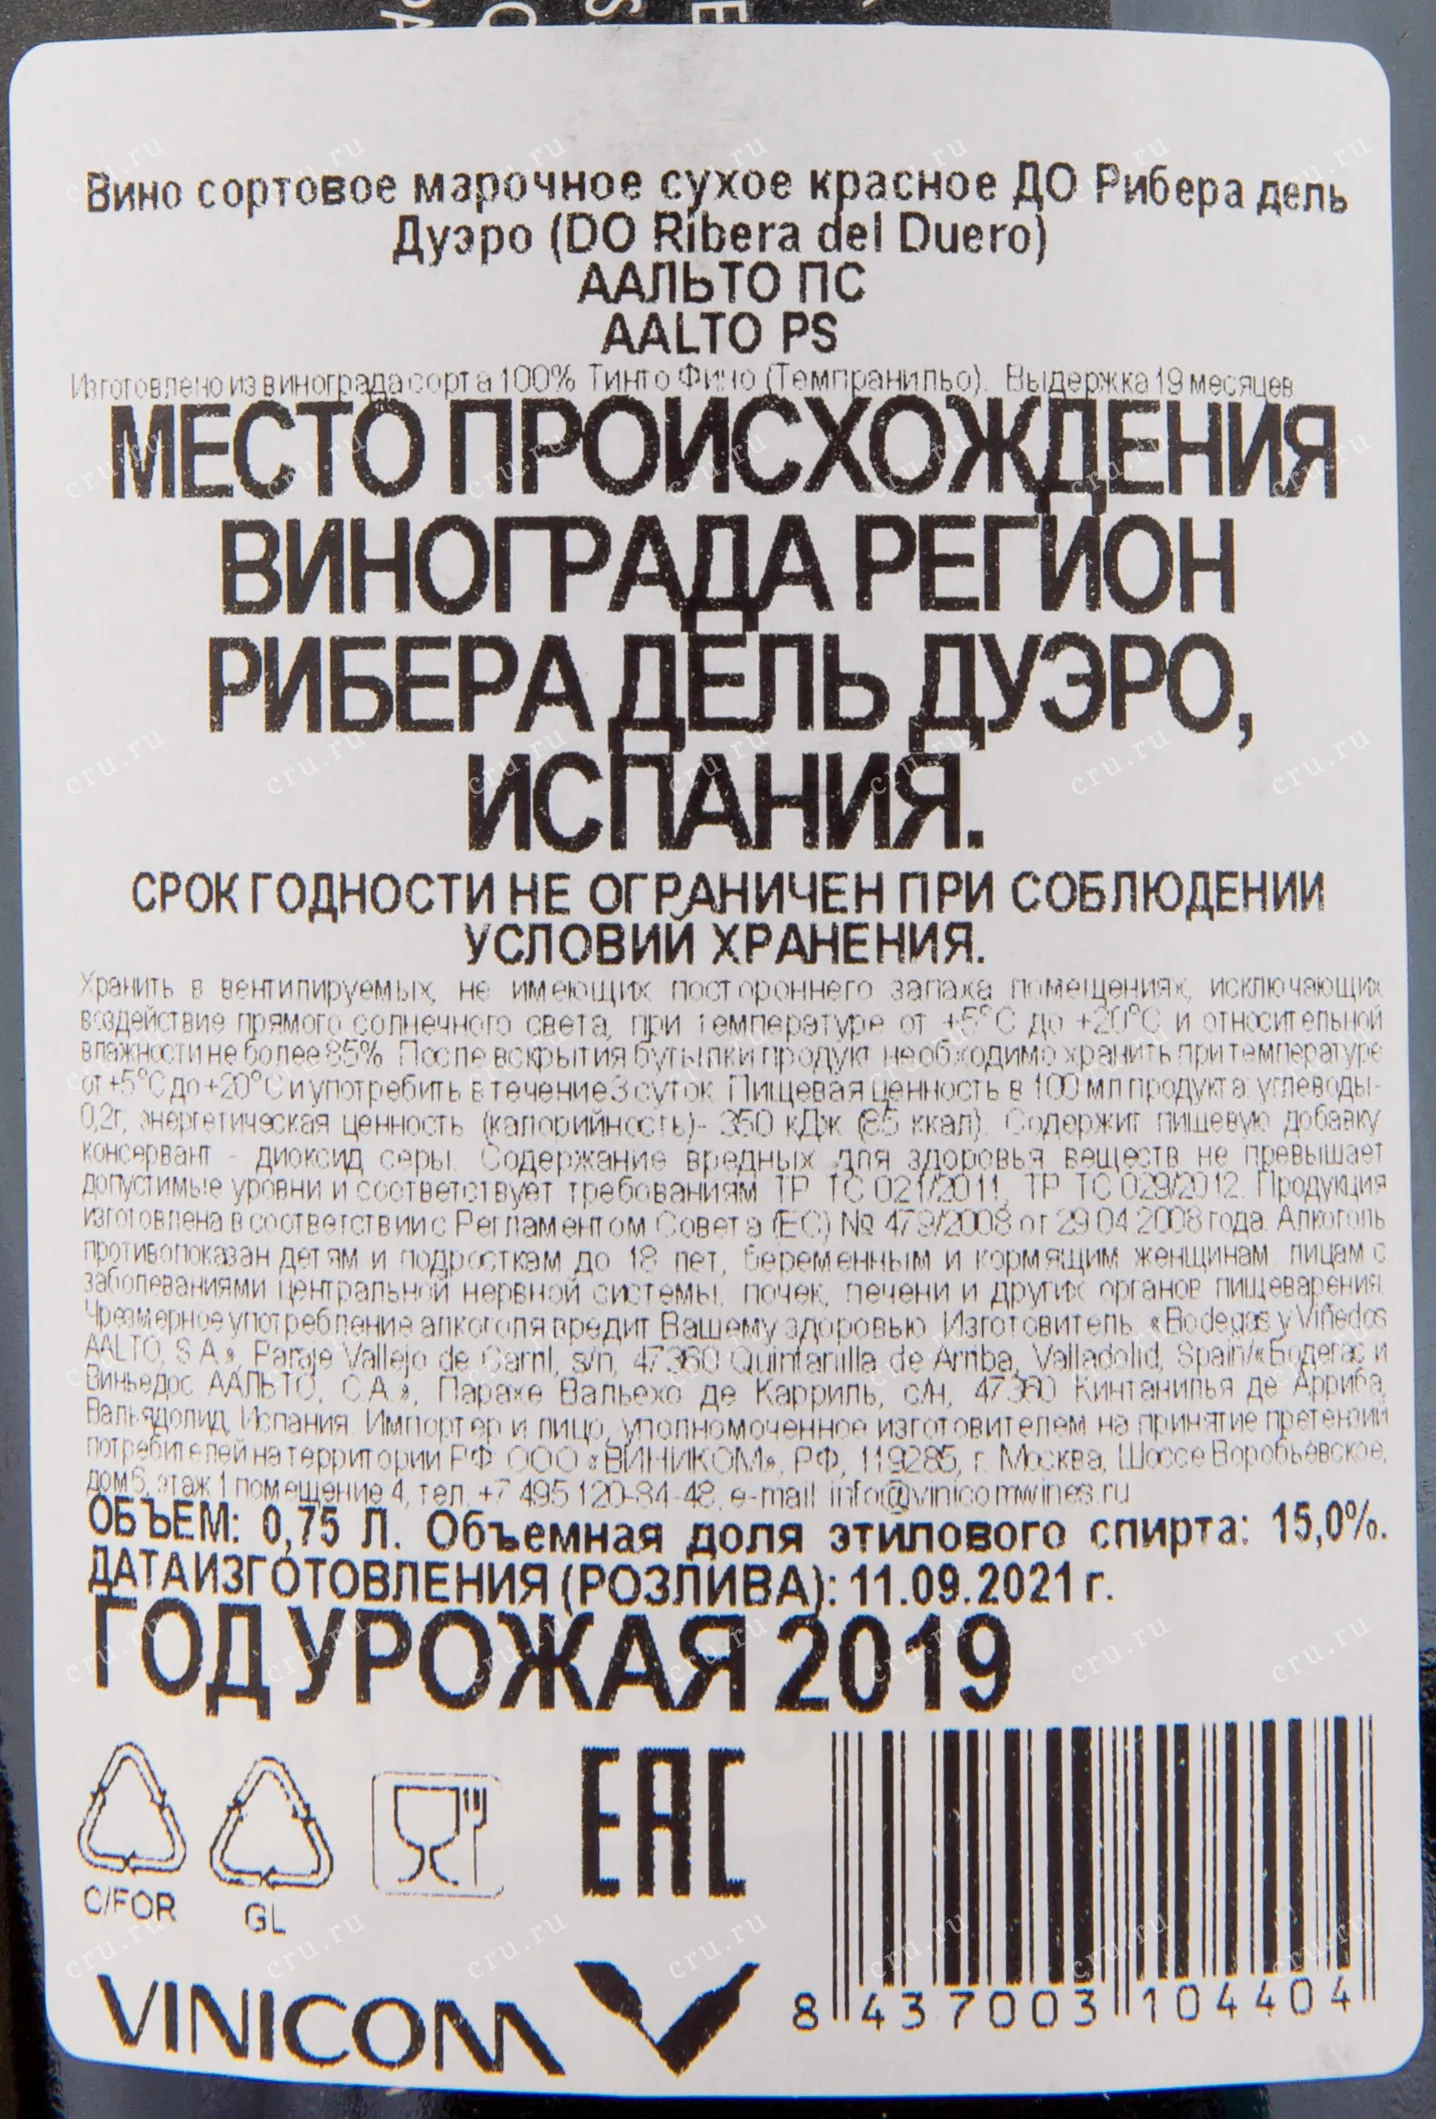 Вино сортовое марочное сухое красное ДО Рибера дель
Дуэро (DO Ribera del Duero)
ААЛЬТО ПС
AALTO PS
Изготовлено из винограда сорта 100% Тинто Фино (Темпранильо). Выдержка 19 месяцев
МЕСТО ПРОИСХОЖДЕНИЯ
ВИНОГРАДА РЕГИОН
РИБЕРА ДЕЛЬ ДУЭРО,
ИСПАНИЯ.
СРОК ГОДНОСТИ НЕ ОГРАНИЧЕН ПРИ СОБЛЮДЕНИИ
УСЛОВИЙ ХРАНЕНИЯ.
Хранить в вентилируемых, не имеющих постороннего запаха помещениях, исключающих
воздействие прямого солнечного света, при температуре от +5°C до +20°C и относительной
влажности не более 85%. После вскрытия бутылки продукт необходимо хранить при температуре
от +5°C до +20°C и употребить в течение 3 суток. Пищевая ценность в 100 мл продукта: углеводы-
0,2г, энергетическая ценность (калорийность)- 350 кДж (85 ккал). Содержит пищевую добавку
консервант - диоксид серы. Содержание вредных для здоровья веществ не превышает
допустимые уровни и соответствует требованиям ТР ТС 021/2011, ТР ТС 029/2012. Продукция
изготовлена в соответствии с Регламентом Совета (ЕС) № 479/2008 от 29.04.2008 года. Алкоголь
противопоказан детям и подросткам до 18 лет, беременным и кормящим женщинам, лицам с
заболеваниями центральной нервной системы, почек, печени и других органов пищеварения.
Чрезмерное употребление алкоголя вредит Вашему здоровью. Изготовитель: «Bodegas y Viñedos
AALTO, S.A.», Paraje Vallejo de Carril, s/n, 47360 Quintanilla de Arriba, Valladolid, Spain/«Бодегас и
Виньедос ААЛЬТО, С.А.», Парахе Вальехо де Карриль, с/н, 47360 Кинтанилья де Арриба,
Вальядолид, Испания. Импортер и лицо, уполномоченное изготовителем на принятие претензий
потребителей на территории РФ: ООО «ВИНИКОМ», РФ, 119285, г. Москва, Шоссе Воробьёвское,
дом 6, этаж 1 помещение 4, тел. +7 495 120-84-48, e-mail: info@vinicomwines.ru
ОБЪЕМ: 0,75 Л. Объемная доля этилового спирта: 15,0%.
ДАТА ИЗГОТОВЛЕНИЯ (РОЗЛИВА): 11.09.2021 г.
ГОД УРОЖАЯ 2019
EAC
C/FOR
GL
VINICOM
8 437003 104404
cru.ru